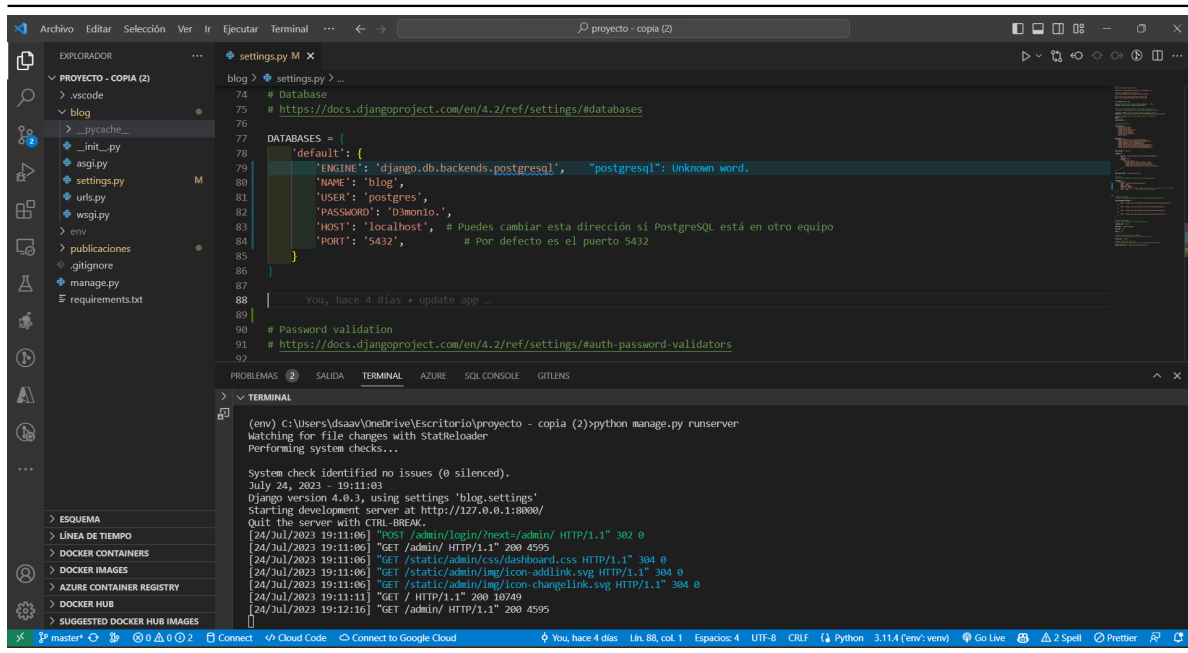 Archivo Editar Selección Ver Ir Ejecutar Terminal ··· proyecto - copia (2)
EXPLORADOR ···
settings.py M
PROYECTO - COPIA (2)
.vscode
blog
__pycache__
__init__.py
asgi.py
settings.py M
urls.py
wsgi.py
env
publicaciones
.gitignore
manage.py
requirements.txt
ESQUEMA
LÍNEA DE TIEMPO
DOCKER CONTAINERS
DOCKER IMAGES
AZURE CONTAINER REGISTRY
DOCKER HUB
SUGGESTED DOCKER HUB IMAGES
blog > settings.py > ...
74 # Database
75 # https://docs.djangoproject.com/en/4.2/ref/settings/#databases
76
77 DATABASES = {
78 'default': {
79 'ENGINE': 'django.db.backends.postgresql', "postgresql": Unknown word.
80 'NAME': 'blog',
81 'USER': 'postgres',
82 'PASSWORD': 'D3mon1o.',
83 'HOST': 'localhost', # Puedes cambiar esta dirección si PostgreSQL está en otro equipo
84 'PORT': '5432', # Por defecto es el puerto 5432
85 }
86 }
87
88 You, hace 4 días • update app …
89
90 # Password validation
91 # https://docs.djangoproject.com/en/4.2/ref/settings/#auth-password-validators
92
PROBLEMAS 2 SALIDA TERMINAL AZURE SQL CONSOLE GITLENS
TERMINAL
(env) C:\Users\dsaav\OneDrive\Escritorio\proyecto - copia (2)>python manage.py runserver
Watching for file changes with StatReloader
Performing system checks...
System check identified no issues (0 silenced).
July 24, 2023 - 19:11:03
Django version 4.0.3, using settings 'blog.settings'
Starting development server at http://127.0.0.1:8000/
Quit the server with CTRL-BREAK.
[24/Jul/2023 19:11:06] "POST /admin/login/?next=/admin/ HTTP/1.1" 302 0
[24/Jul/2023 19:11:06] "GET /admin/ HTTP/1.1" 200 4595
[24/Jul/2023 19:11:06] "GET /static/admin/css/dashboard.css HTTP/1.1" 304 0
[24/Jul/2023 19:11:06] "GET /static/admin/img/icon-addlink.svg HTTP/1.1" 304 0
[24/Jul/2023 19:11:06] "GET /static/admin/img/icon-changelink.svg HTTP/1.1" 304 0
[24/Jul/2023 19:11:11] "GET / HTTP/1.1" 200 10749
[24/Jul/2023 19:12:16] "GET /admin/ HTTP/1.1" 200 4595
master* 0 0 0 2 Connect Cloud Code Connect to Google Cloud You, hace 4 días Lín. 88, col. 1 Espacios: 4 UTF-8 CRLF Python 3.11.4 ('env': venv) Go Live 2 Spell Prettier